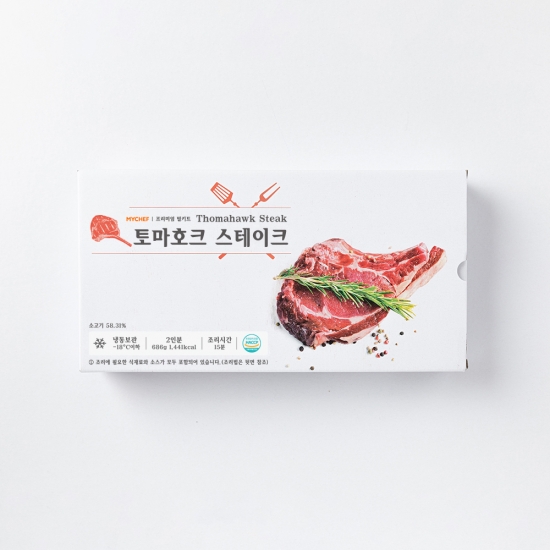 MYCHEF | 프리미엄 밀키트 Thomahawk Steak
토마호크 스테이크
소고기 58.31%
냉동보관 -18°C이하
2인분 686g 1,441kcal
조리시간 15분
HACCP
ⓘ 조리에 필요한 식재료와 소스가 모두 포함되어 있습니다.(조리법은 뒷면 참조)